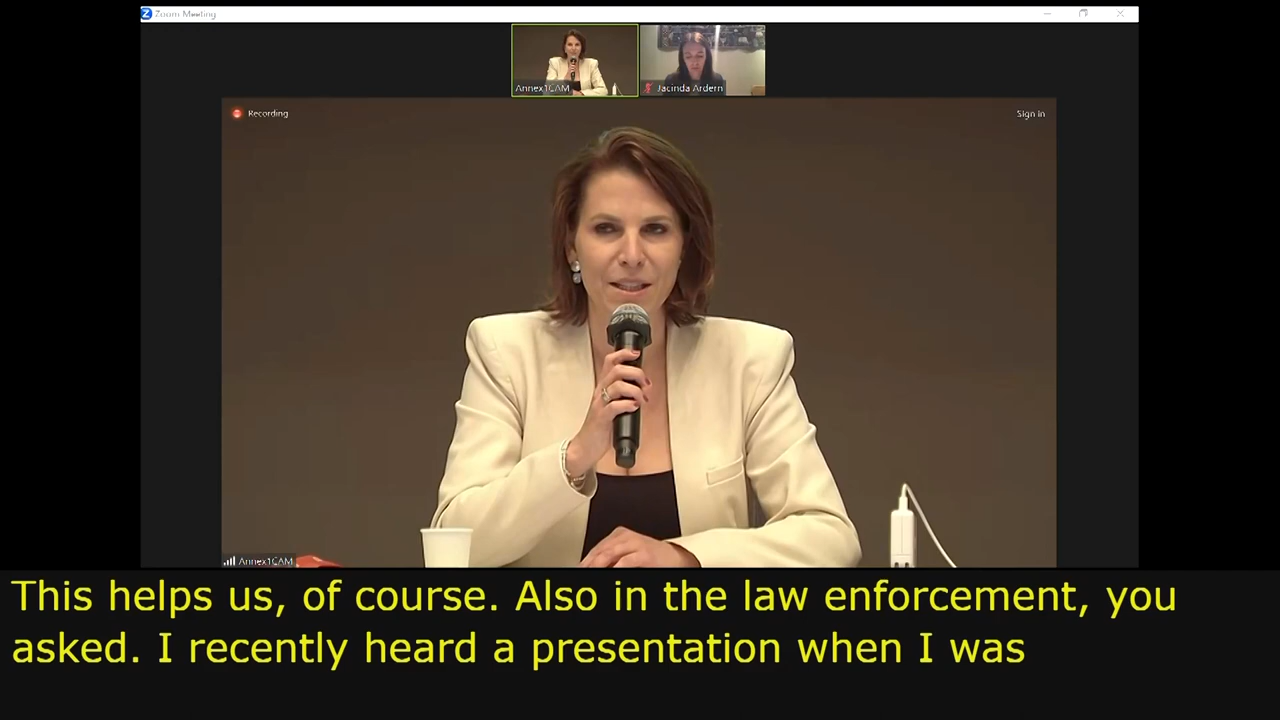 Zoom Meeting
Annex1CAM
Jacinda Ardern
Recording
Sign in
Annex1CAM
This helps us, of course. Also in the law enforcement, you
asked. I recently heard a presentation when I was